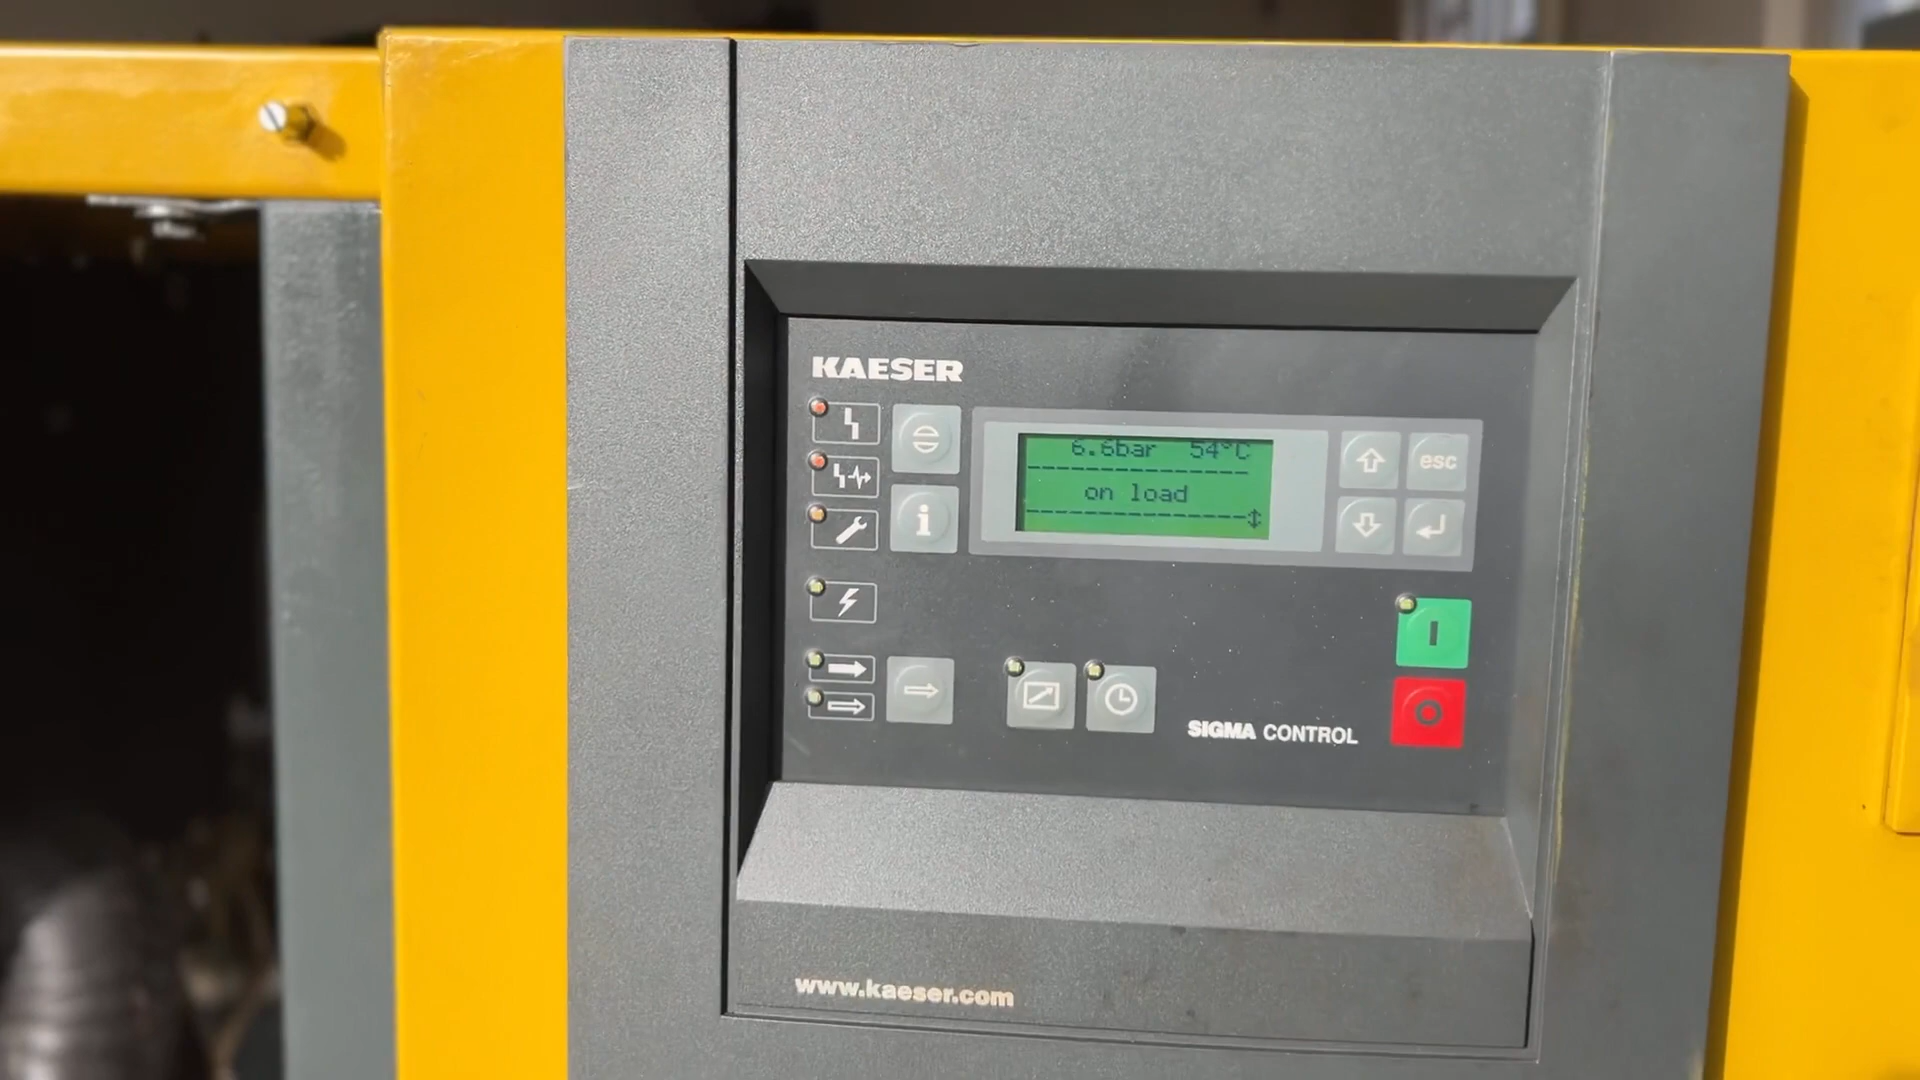 KAESER
6.6bar 54°C
on load
esc
i
I
O
SIGMA CONTROL
www.kaeser.com